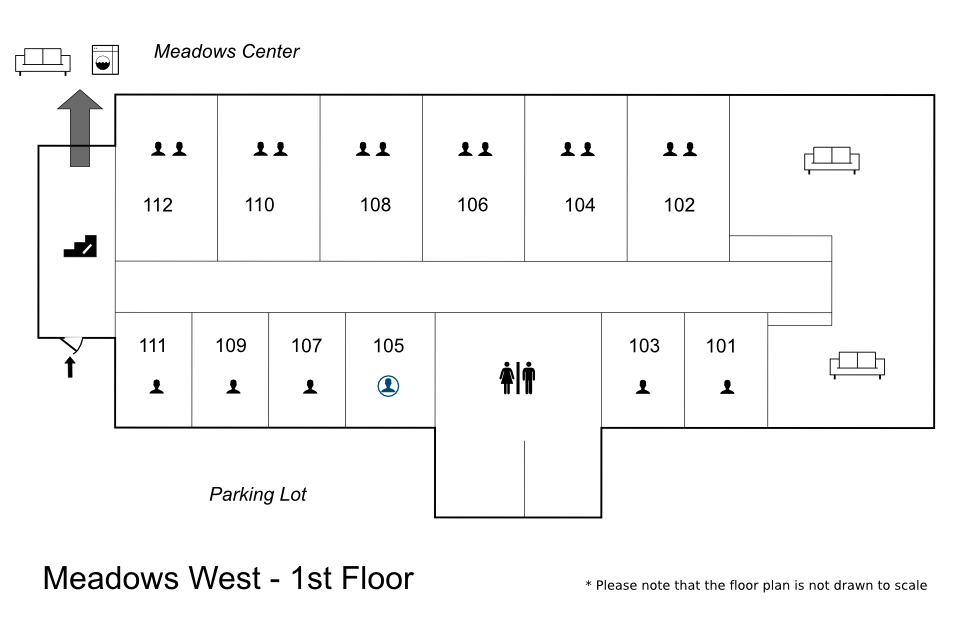 Meadows Center
112 110 108 106 104 102
111 109 107 105 103 101
Parking Lot
Meadows West - 1st Floor
* Please note that the floor plan is not drawn to scale